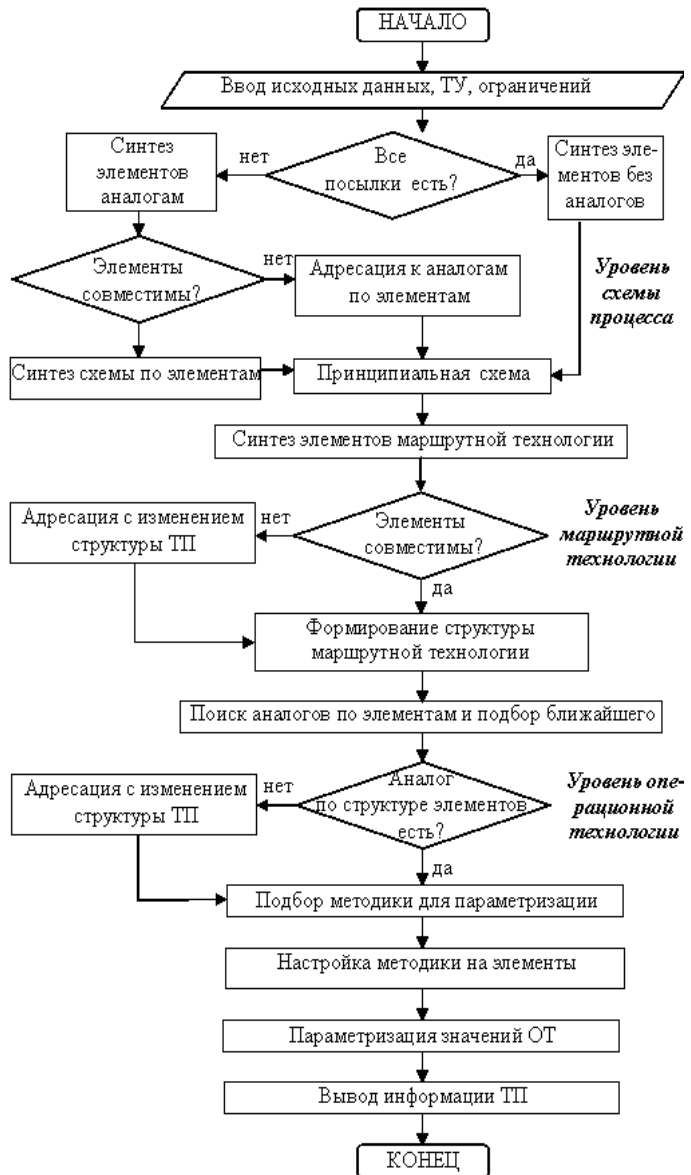 НАЧАЛО
Ввод исходных данных, ТУ, ограничений
Синтез
элементов
аналогам
нет
Все
посылки есть?
да
Синтез эле-
ментов без
аналогов
Элементы
совместимы?
нет
Адресация к аналогам
по элементам
Уровень
схемы
процесса
Синтез схемы по элементам
Принципиальная схема
Синтез элементов маршрутной технологии
Адресация с изменением
структуры ТП
нет
Элементы
совместимы?
Уровень
маршрутной
технологии
да
Формирование структуры
маршрутной технологии
Поиск аналогов по элементам и подбор ближайшего
Адресация с изменением
структуры ТП
нет
Аналог
по структуре элементов
есть?
Уровень опе-
рационной
технологии
да
Подбор методики для параметризации
Настройка методики на элементы
Параметризация значений ОТ
Вывод информации ТП
КОНЕЦ